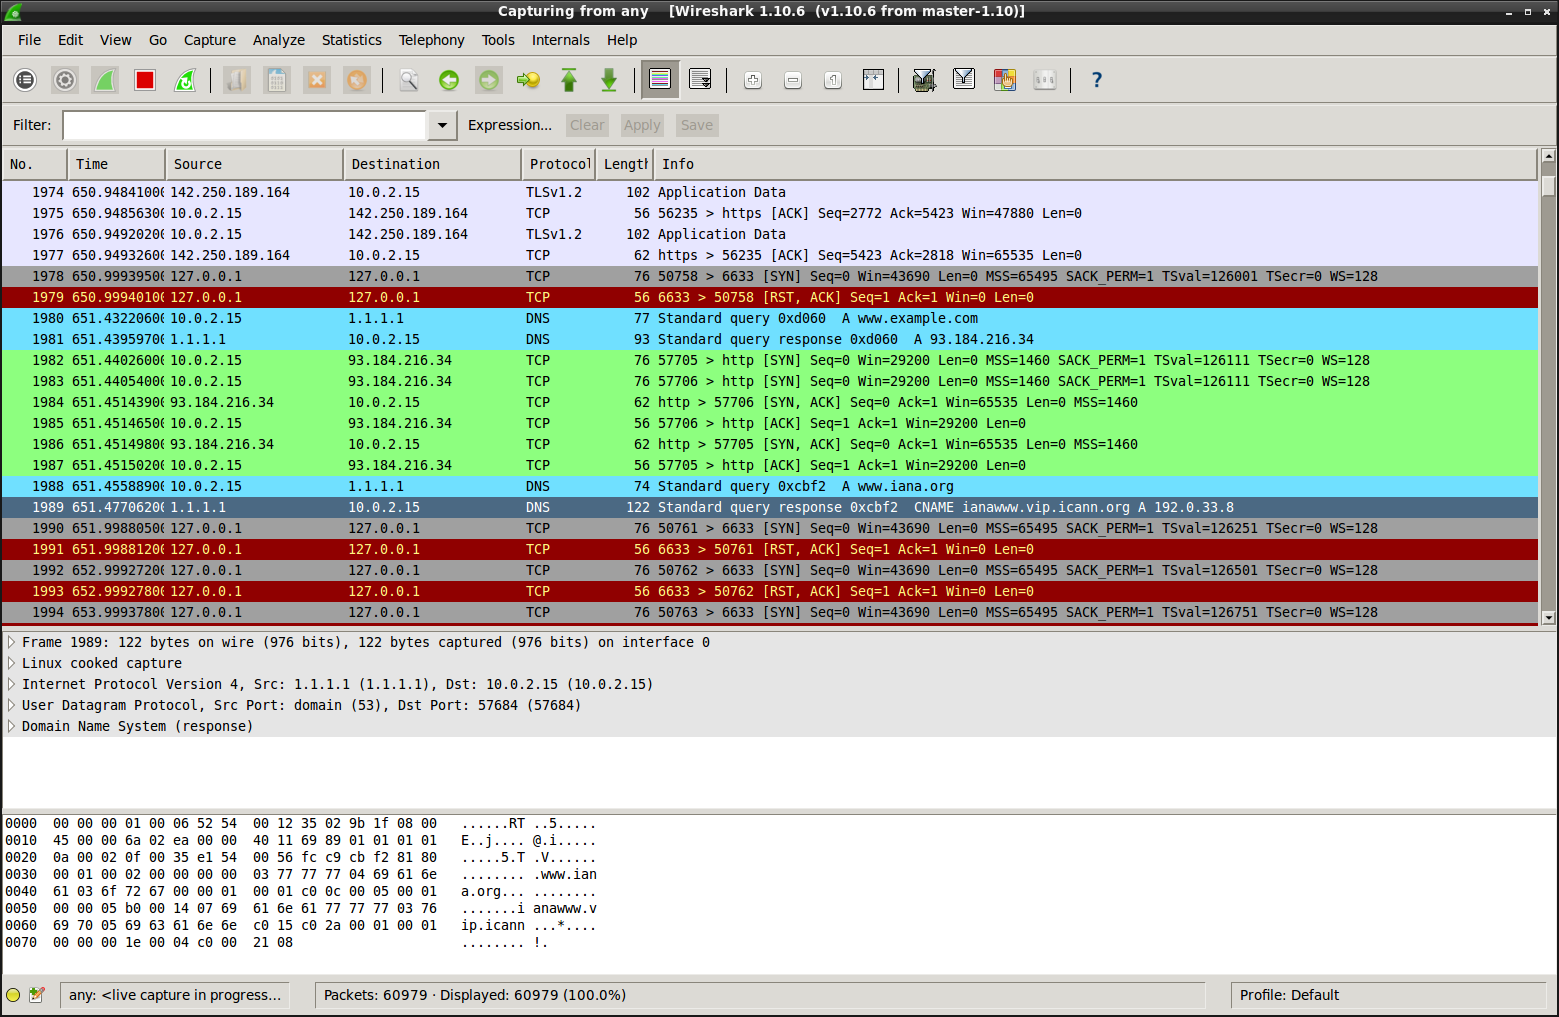 Capturing from any [Wireshark 1.10.6 (v1.10.6 from master-1.10)]
File Edit View Go Capture Analyze Statistics Telephony Tools Internals Help
Filter: Expression... Clear Apply Save
No. Time Source Destination Protocol Length Info
1974 650.94841000 142.250.189.164 10.0.2.15 TLSv1.2 102 Application Data
1975 650.94856300 10.0.2.15 142.250.189.164 TCP 56 56235 > https [ACK] Seq=2772 Ack=5423 Win=47880 Len=0
1976 650.94920200 10.0.2.15 142.250.189.164 TLSv1.2 102 Application Data
1977 650.94932600 142.250.189.164 10.0.2.15 TCP 62 https > 56235 [ACK] Seq=5423 Ack=2818 Win=65535 Len=0
1978 650.99939500 127.0.0.1 127.0.0.1 TCP 76 50758 > 6633 [SYN] Seq=0 Win=43690 Len=0 MSS=65495 SACK_PERM=1 TSval=126001 TSecr=0 WS=128
1979 650.99940100 127.0.0.1 127.0.0.1 TCP 56 6633 > 50758 [RST, ACK] Seq=1 Ack=1 Win=0 Len=0
1980 651.43220600 10.0.2.15 1.1.1.1 DNS 77 Standard query 0xd060 A www.example.com
1981 651.43959700 1.1.1.1 10.0.2.15 DNS 93 Standard query response 0xd060 A 93.184.216.34
1982 651.44026000 10.0.2.15 93.184.216.34 TCP 76 57705 > http [SYN] Seq=0 Win=29200 Len=0 MSS=1460 SACK_PERM=1 TSval=126111 TSecr=0 WS=128
1983 651.44054000 10.0.2.15 93.184.216.34 TCP 76 57706 > http [SYN] Seq=0 Win=29200 Len=0 MSS=1460 SACK_PERM=1 TSval=126111 TSecr=0 WS=128
1984 651.45143900 93.184.216.34 10.0.2.15 TCP 62 http > 57706 [SYN, ACK] Seq=0 Ack=1 Win=65535 Len=0 MSS=1460
1985 651.45146500 10.0.2.15 93.184.216.34 TCP 56 57706 > http [ACK] Seq=1 Ack=1 Win=29200 Len=0
1986 651.45149800 93.184.216.34 10.0.2.15 TCP 62 http > 57705 [SYN, ACK] Seq=0 Ack=1 Win=65535 Len=0 MSS=1460
1987 651.45150200 10.0.2.15 93.184.216.34 TCP 56 57705 > http [ACK] Seq=1 Ack=1 Win=29200 Len=0
1988 651.45588900 10.0.2.15 1.1.1.1 DNS 74 Standard query 0xcbf2 A www.iana.org
1989 651.47706200 1.1.1.1 10.0.2.15 DNS 122 Standard query response 0xcbf2 CNAME ianawww.vip.icann.org A 192.0.33.8
1990 651.99880500 127.0.0.1 127.0.0.1 TCP 76 50761 > 6633 [SYN] Seq=0 Win=43690 Len=0 MSS=65495 SACK_PERM=1 TSval=126251 TSecr=0 WS=128
1991 651.99881200 127.0.0.1 127.0.0.1 TCP 56 6633 > 50761 [RST, ACK] Seq=1 Ack=1 Win=0 Len=0
1992 652.99927200 127.0.0.1 127.0.0.1 TCP 76 50762 > 6633 [SYN] Seq=0 Win=43690 Len=0 MSS=65495 SACK_PERM=1 TSval=126501 TSecr=0 WS=128
1993 652.99927800 127.0.0.1 127.0.0.1 TCP 56 6633 > 50762 [RST, ACK] Seq=1 Ack=1 Win=0 Len=0
1994 653.99937800 127.0.0.1 127.0.0.1 TCP 76 50763 > 6633 [SYN] Seq=0 Win=43690 Len=0 MSS=65495 SACK_PERM=1 TSval=126751 TSecr=0 WS=128
Frame 1989: 122 bytes on wire (976 bits), 122 bytes captured (976 bits) on interface 0
Linux cooked capture
Internet Protocol Version 4, Src: 1.1.1.1 (1.1.1.1), Dst: 10.0.2.15 (10.0.2.15)
User Datagram Protocol, Src Port: domain (53), Dst Port: 57684 (57684)
Domain Name System (response)
0000 00 00 00 01 00 06 52 54 00 12 35 02 9b 1f 08 00 ......RT ..5.....
0010 45 00 00 6a 02 ea 00 00 40 11 69 89 01 01 01 01 E..j.... @.i.....
0020 0a 00 02 0f 00 35 e1 54 00 56 fc c9 cb f2 81 80 .....5.T .V......
0030 00 01 00 02 00 00 00 00 03 77 77 77 04 69 61 6e ........ .www.ian
0040 61 03 6f 72 67 00 00 01 00 01 c0 0c 00 05 00 01 a.org... ........
0050 00 00 05 b0 00 14 07 69 61 6e 61 77 77 77 03 76 .......i anawww.v
0060 69 70 05 69 63 61 6e 6e c0 15 c0 2a 00 01 00 01 ip.icann ...*....
0070 00 00 00 1e 00 04 c0 00 21 08 ........ !.
any: <live capture in progress... Packets: 60979 · Displayed: 60979 (100.0%) Profile: Default